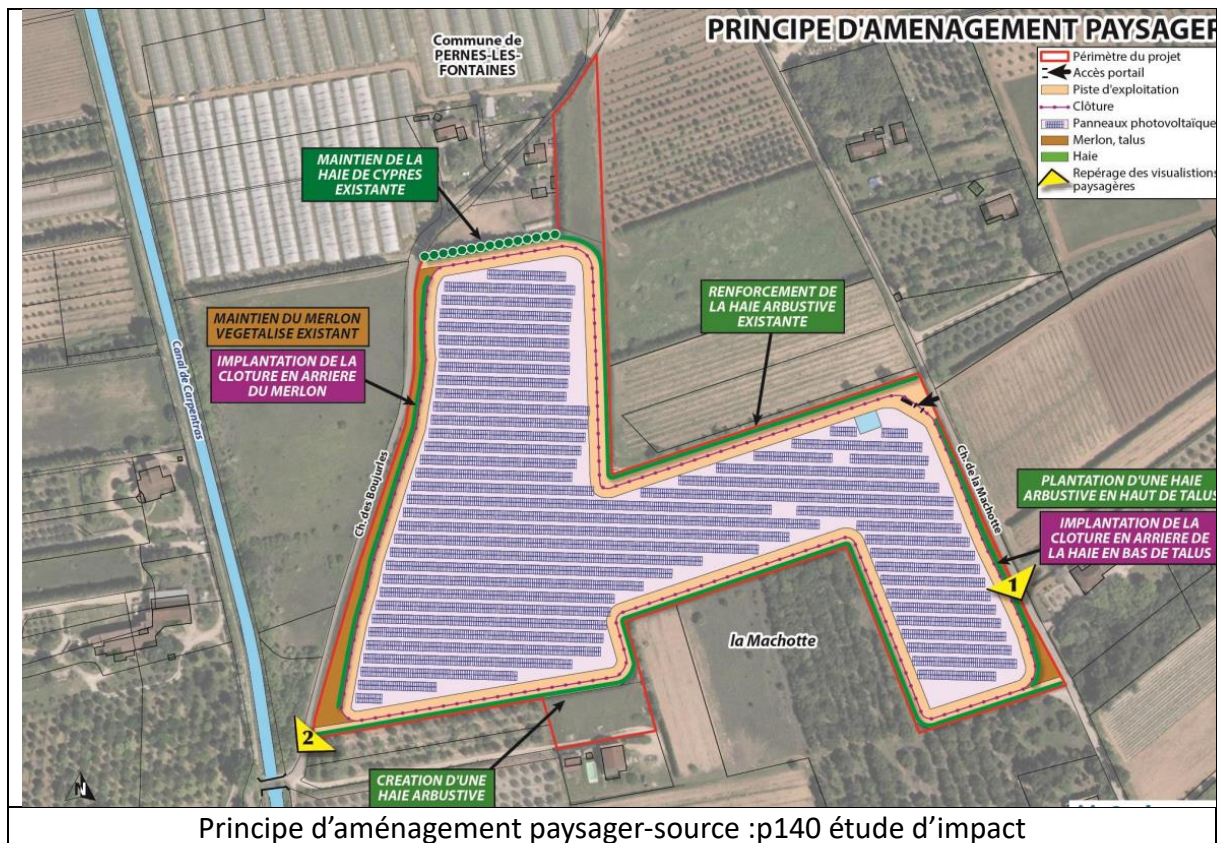 PRINCIPE D'AMENAGEMENT PAYSAGER
Périmètre du projet
Accès portail
Piste d'exploitation
Clôture
Panneaux photovoltaïque
Merlon, talus
Haie
Repérage des visualistions
paysagères
Commune de
PERNES-LES-
FONTAINES
MAINTIEN DE LA
HAIE DE CYPRES
EXISTANTE
RENFORCEMENT DE
LA HAIE ARBUSTIVE
EXISTANTE
MAINTIEN DU MERLON
VEGETALISE EXISTANT
IMPLANTATION DE LA
CLOTURE EN ARRIERE
DU MERLON
Canal de Carpentras
Ch. des Boujurles
Ch. de la Machotte
PLANTATION D'UNE HAIE
ARBUSTIVE EN HAUT DE TALUS
IMPLANTATION DE LA
CLOTURE EN ARRIERE DE
LA HAIE EN BAS DE TALUS
1
la Machotte
2
CREATION D'UNE
HAIE ARBUSTIVE
N
Principe d'aménagement paysager-source :p140 étude d'impact